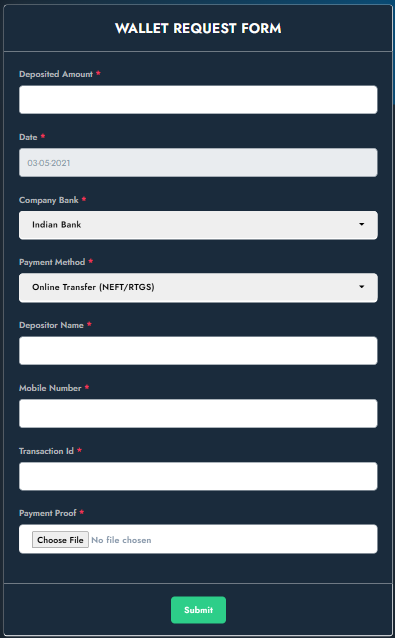 WALLET REQUEST FORM
Deposited Amount *
Date *
03-05-2021
Company Bank *
Indian Bank
Payment Method *
Online Transfer (NEFT/RTGS)
Depositor Name *
Mobile Number *
Transaction Id *
Payment Proof *
Choose File No file chosen
Submit